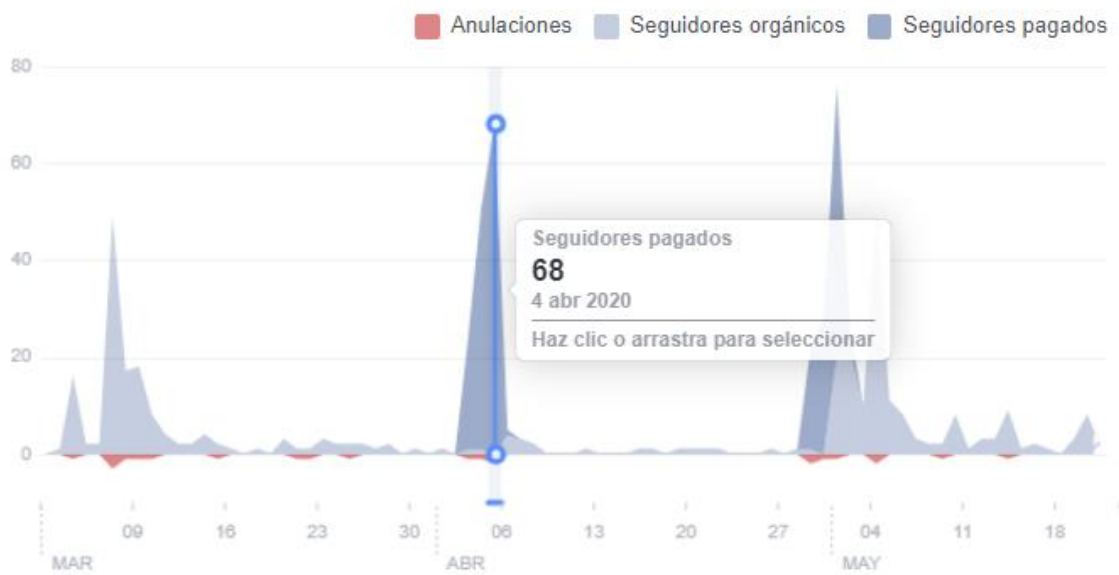 Anulaciones Seguidores orgánicos Seguidores pagados
80
60
40
20
0
Seguidores pagados
68
4 abr 2020
Haz clic o arrastra para seleccionar
09 16 23 30 06 13 20 27 04 11 18
MAR ABR MAY